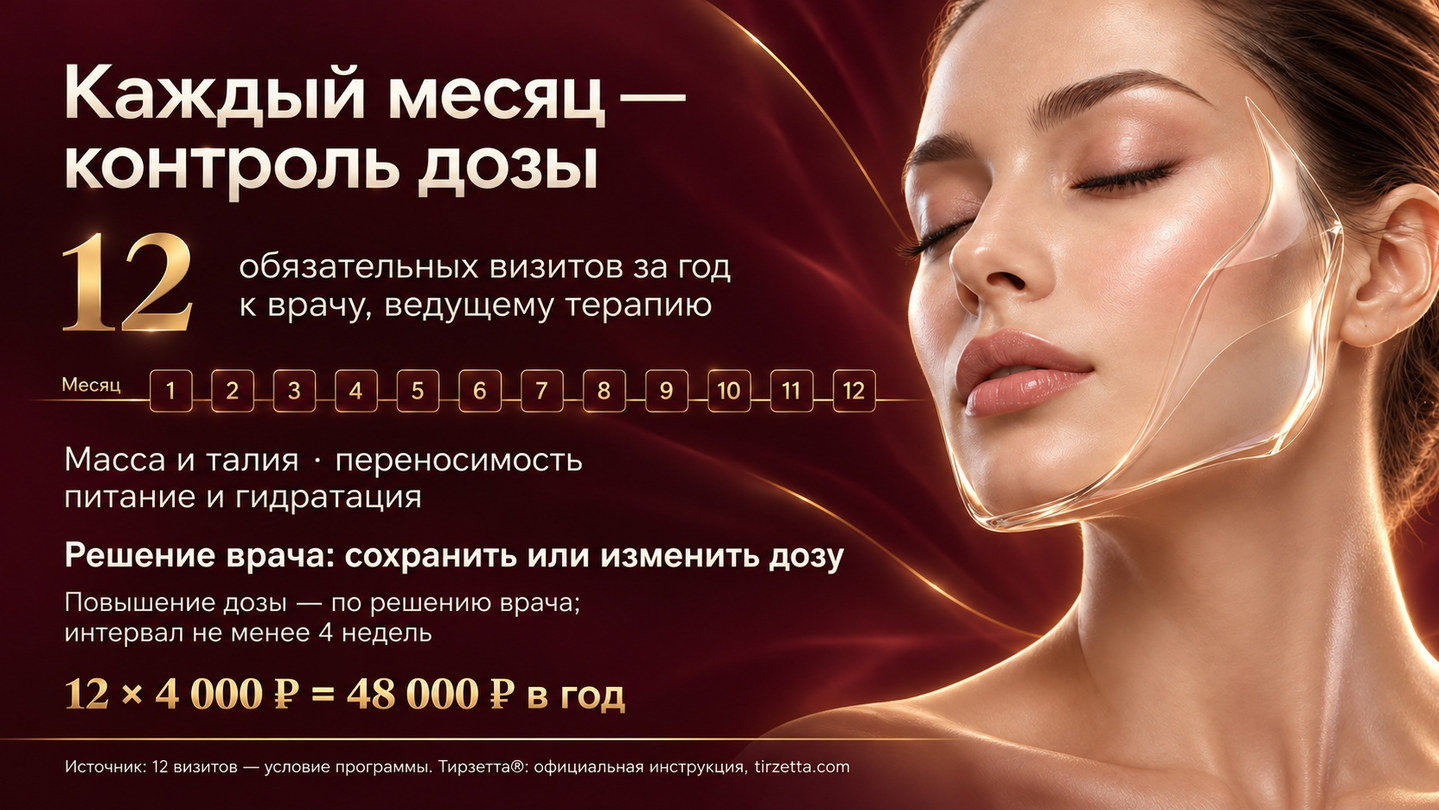 Каждый месяц —
контроль дозы
12
обязательных визитов за год
к врачу, ведущему терапию
Месяц 1 2 3 4 5 6 7 8 9 10 11 12
Масса и талия · переносимость
питание и гидратация
Решение врача: сохранить или изменить дозу
Повышение дозы — по решению врача;
интервал не менее 4 недель
12 × 4 000 ₽ = 48 000 ₽ в год
Источник: 12 визитов — условие программы. Тирзетта®: официальная инструкция, tirzetta.com